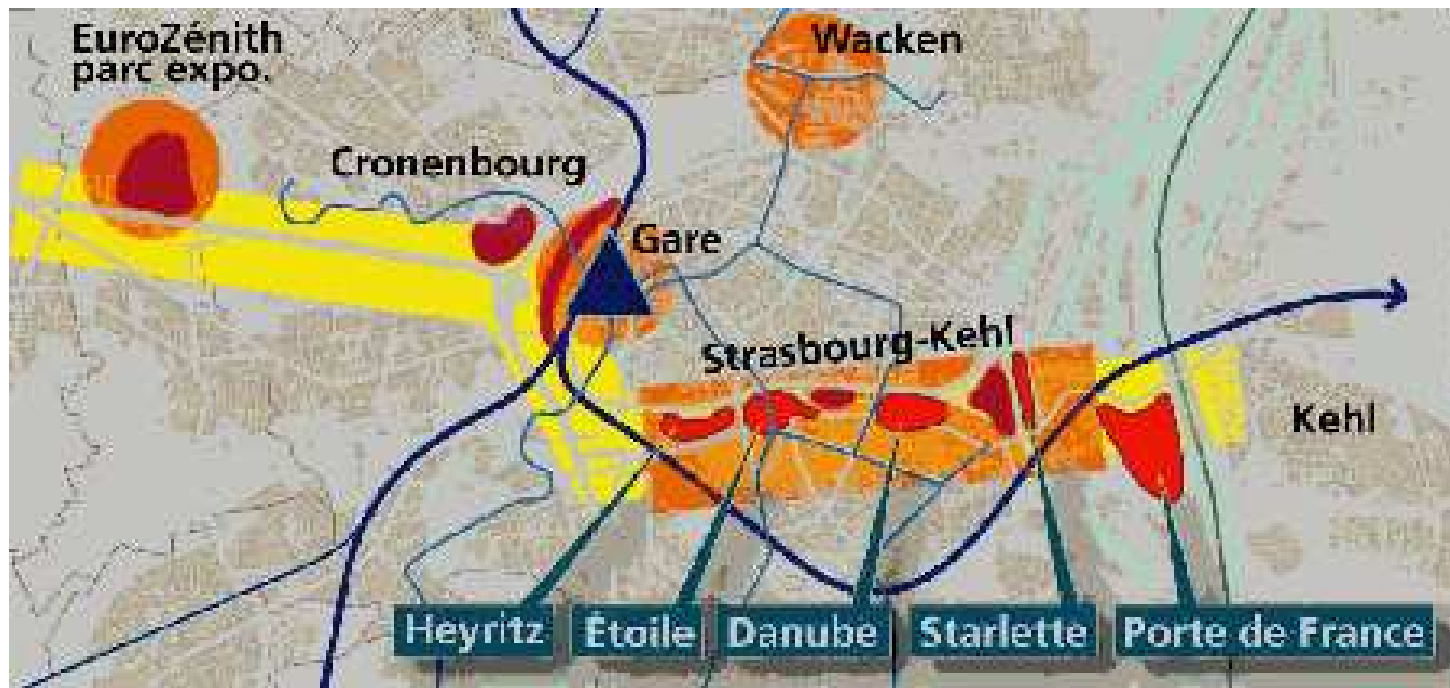 EuroZénith
parc expo.
Wacken
Cronenbourg
Gare
Strasbourg-Kehl
Kehl
Heyritz
Étoile
Danube
Starlette
Porte de France